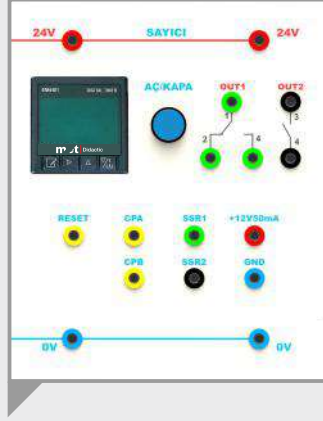 24V SAYICI 24V
AÇ/KAPA OUT1 OUT2
Didactic
1 3
2 4 4
RESET CPA SSR1 +12V50mA
CPB SSR2 GND
0V 0V